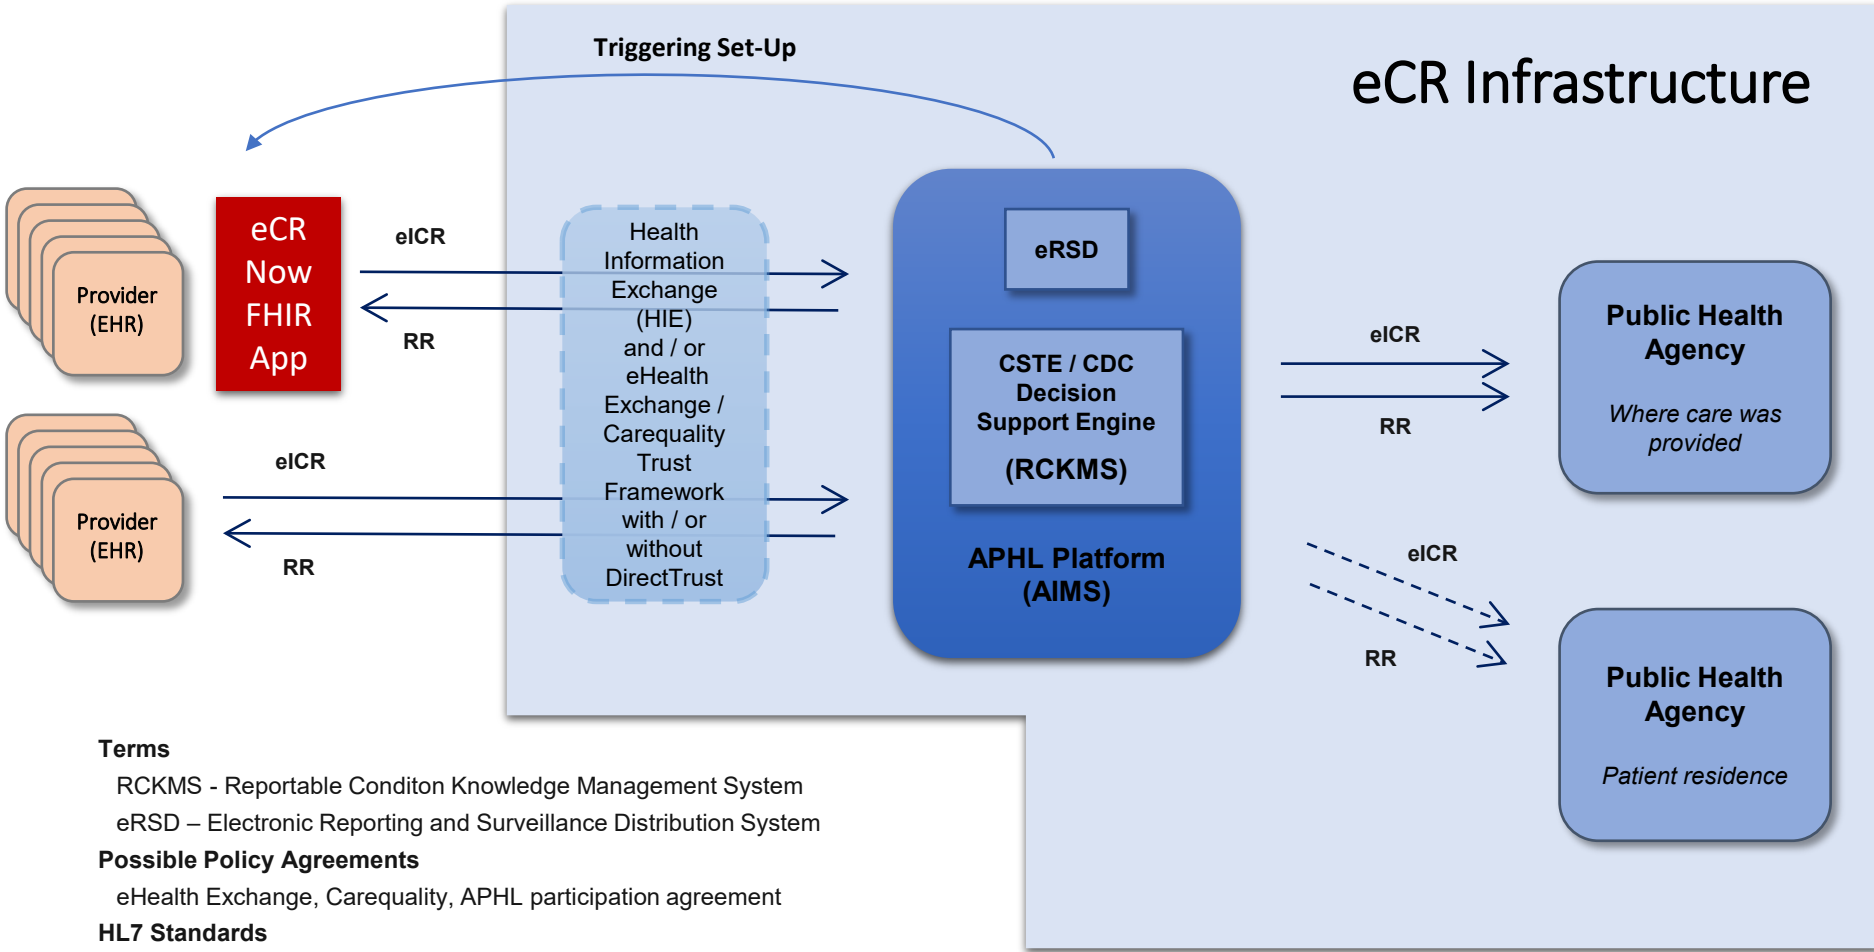 Triggering Set-Up
eCR Infrastructure
eCR
Now
FHIR
App
Provider
(EHR)
eICR
RR
Provider
(EHR)
eICR
RR
Health
Information
Exchange
(HIE)
and / or
eHealth
Exchange /
Carequality
Trust
Framework
with / or
without
DirectTrust
eRSD
CSTE / CDC
Decision
Support Engine
(RCKMS)
APHL Platform
(AIMS)
eICR
RR
Public Health
Agency
Where care was
provided
eICR
RR
Public Health
Agency
Patient residence
Terms
RCKMS - Reportable Conditon Knowledge Management System
eRSD – Electronic Reporting and Surveillance Distribution System
Possible Policy Agreements
eHealth Exchange, Carequality, APHL participation agreement
HL7 Standards